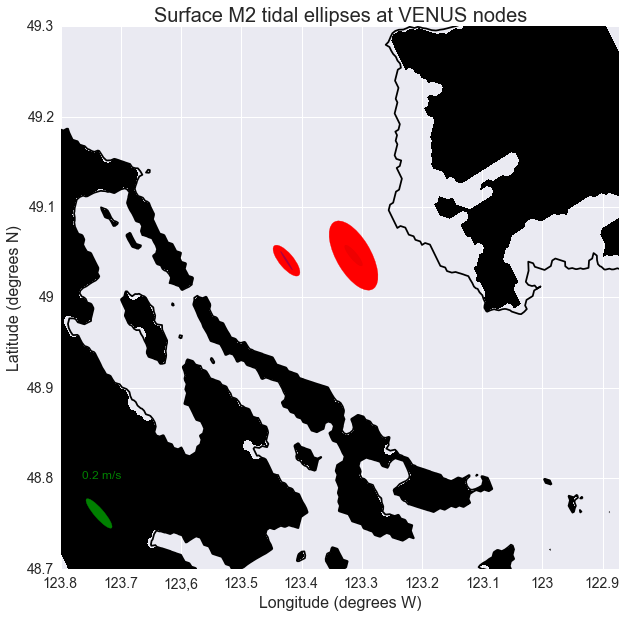 Surface M2 tidal ellipses at VENUS nodes
49.3
49.2
49.1
49
48.9
48.8
48.7
Latitude (degrees N)
0.2 m/s
123.8 123.7 123,6 123.5 123.4 123.3 123.2 123.1 123 122.9
Longitude (degrees W)